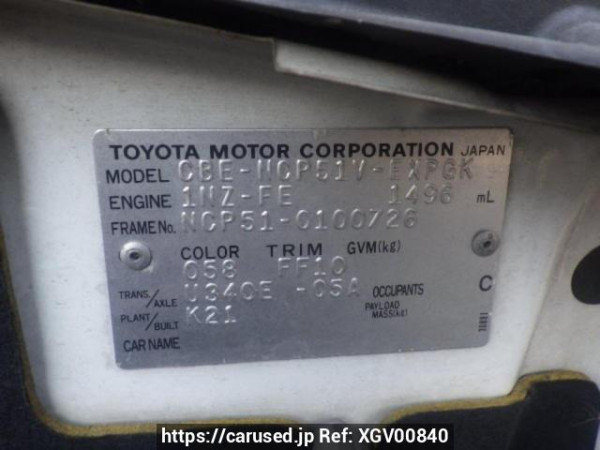 TOYOTA MOTOR CORPORATION JAPAN
MODEL CBE-NCP51V-EXPGK
ENGINE 1NZ-FE 1496 mL
FRAME No. NCP51-0100726
COLOR TRIM GVM(kg)
058 FF10
TRANS/AXLE U340E -05A OCCUPANTS C
PLANT/BUILT K21 PAYLOAD MASS(kg)
CAR NAME
https://carused.jp Ref: XGV00840